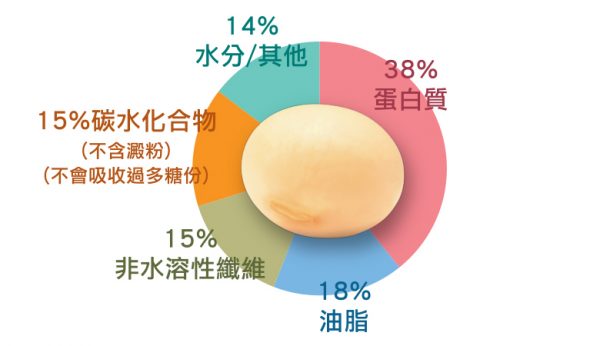 14%
水分/其他
38%
蛋白質
15%碳水化合物
（不含澱粉）
（不會吸收過多糖份）
15%
非水溶性纖維
18%
油脂